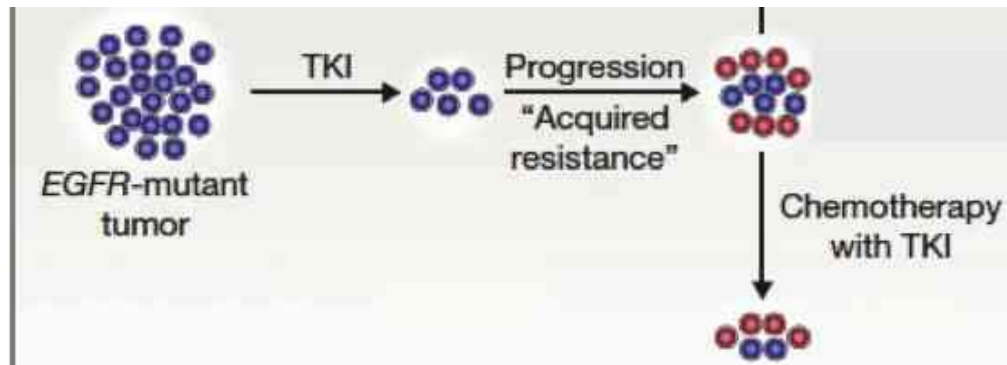 TKI
Progression
“Acquired
resistance”
EGFR-mutant
tumor
Chemotherapy
with TKI